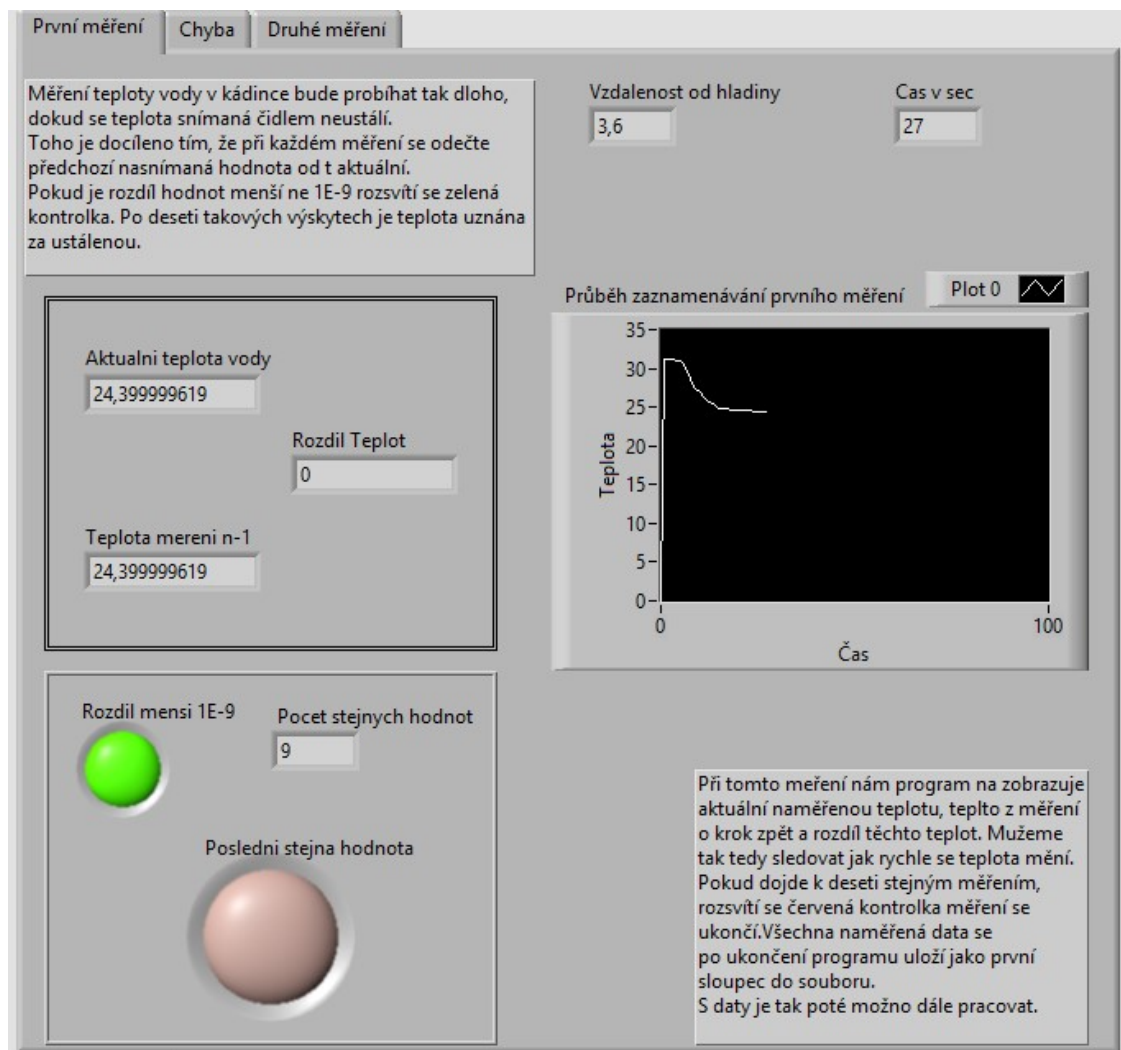 První měření
Chyba
Druhé měření
Měření teploty vody v kádince bude probíhat tak dloho,
dokud se teplota snímaná čidlem neustálí.
Toho je docíleno tím, že při každém měření se odečte
předchozí nasnímaná hodnota od t aktuální.
Pokud je rozdíl hodnot menší ne 1E-9 rozsvítí se zelená
kontrolka. Po deseti takových výskytech je teplota uznána
za ustálenou.
Vzdalenost od hladiny
3,6
Cas v sec
27
Aktualni teplota vody
24,399999619
Rozdil Teplot
0
Teplota mereni n-1
24,399999619
Průběh zaznamenávání prvního měření
Plot 0
35
30
25
20
15
10
5
0
Teplota
0
100
Čas
Rozdil mensi 1E-9
Pocet stejnych hodnot
9
Posledni stejna hodnota
Při tomto meření nám program na zobrazuje
aktuální naměřenou teplotu, teplto z měření
o krok zpět a rozdíl těchto teplot. Mužeme
tak tedy sledovat jak rychle se teplota mění.
Pokud dojde k deseti stejným měřením,
rozsvítí se červená kontrolka měření se
ukončí.Všechna naměřená data se
po ukončení programu uloží jako první
sloupec do souboru.
S daty je tak poté možno dále pracovat.